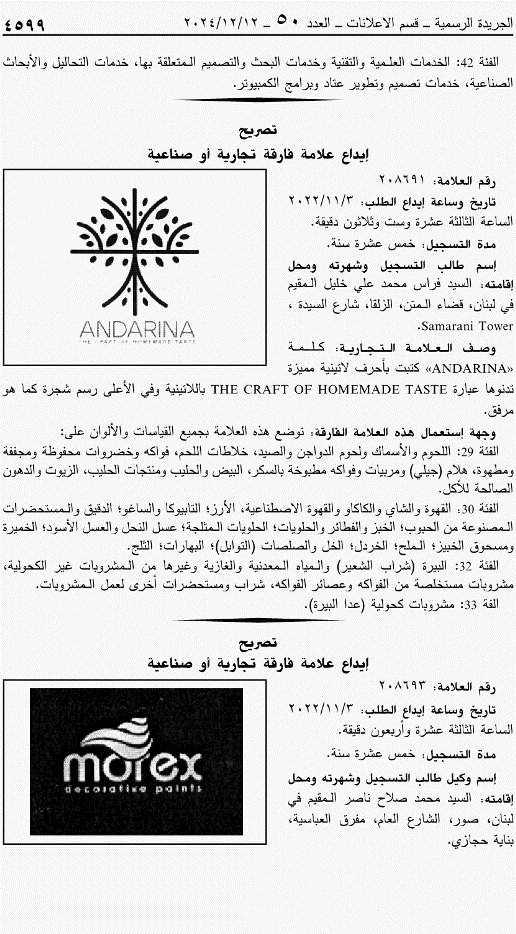 الجريدة الرسمية ــ قسم الاعلانات ــ العدد ٥٠ ــ ٢٠٢٤/١٢/١٢
٤٥٩٩
الفئة 42: الخدمات العلمية والتقنية وخدمات البحث والتصميم المتعلقة بها، خدمات التحاليل والأبحاث
الصناعية، خدمات تصميم وتطوير عتاد وبرامج الكمبيوتر.
تصريح
إيداع علامة فارقة تجارية أو صناعية
رقم العلامة: ٢٠٨٦٩١
تاريخ وساعة إيداع الطلب: ٢٠٢٢/١١/٣
الساعة الثالثة عشرة وست وثلاثون دقيقة.
مدة التسجيل: خمس عشرة سنة.
إسم طالب التسجيل وشهرته ومحل
إقامته: السيد فراس محمد علي خليل المقيم
في لبنان، قضاء المتن، الزلقا، شارع السيدة ،
Samarani Tower.
وصف العلامة التجارية: كلمة
«ANDARINA» كتبت بأحرف لاتينية مميزة
تدنوها عبارة THE CRAFT OF HOMEMADE TASTE باللاتينية وفي الأعلى رسم شجرة كما هو
مرفق.
ANDARINA
THE CRAFT OF HOMEMADE TASTE
وجهة إستعمال هذه العلامة الفارقة: توضع هذه العلامة بجميع القياسات والألوان على:
الفئة 29: اللحوم والأسماك ولحوم الدواجن والصيد، خلاطات اللحم، فواكه وخضروات محفوظة ومجففة
ومطهوة، هلام (جيلي) ومربيات وفواكه مطبوخة بالسكر، البيض والحليب ومنتجات الحليب، الزيوت والدهون
الصالحة للأكل.
الفئة 30: القهوة والشاي والكاكاو والقهوة الاصطناعية، الأرز؛ التابيوكا والساغو؛ الدقيق والمستحضرات
المصنوعة من الحبوب؛ الخبز والفطائر والحلويات؛ الحلويات المثلجة؛ عسل النحل والعسل الأسود؛ الخميرة
ومسحوق الخبيز؛ الملح؛ الخردل؛ الخل والصلصات (التوابل)؛ البهارات؛ الثلج.
الفئة 32: البيرة (شراب الشعير) والمياه المعدنية والغازية وغيرها من المشروبات غير الكحولية،
مشروبات مستخلصة من الفواكه وعصائر الفواكه، شراب ومستحضرات أخرى لعمل المشروبات.
الفة 33: مشروبات كحولية (عدا البيرة).
تصريح
إيداع علامة فارقة تجارية أو صناعية
رقم العلامة: ٢٠٨٦٩٣
تاريخ وساعة إيداع الطلب: ٢٠٢٢/١١/٣
الساعة الثالثة عشرة وأربعون دقيقة.
مدة التسجيل: خمس عشرة سنة.
إسم وكيل طالب التسجيل وشهرته ومحل
إقامته: السيد محمد صلاح ناصر المقيم في
لبنان، صور، الشارع العام، مفرق العباسية،
بناية حجازي.
morex
decorative paints